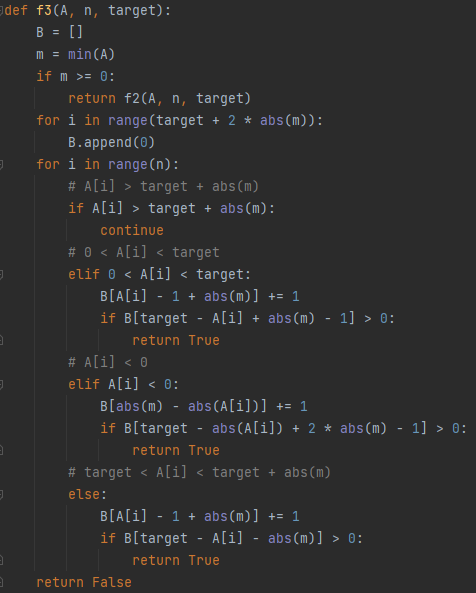 def f3(A, n, target):
    B = []
    m = min(A)
    if m >= 0:
        return f2(A, n, target)
    for i in range(target + 2 * abs(m)):
        B.append(0)
    for i in range(n):
        # A[i] > target + abs(m)
        if A[i] > target + abs(m):
            continue
        # 0 < A[i] < target
        elif 0 < A[i] < target:
            B[A[i] - 1 + abs(m)] += 1
            if B[target - A[i] + abs(m) - 1] > 0:
                return True
        # A[i] < 0
        elif A[i] < 0:
            B[abs(m) - abs(A[i])] += 1
            if B[target - abs(A[i]) + 2 * abs(m) - 1] > 0:
                return True
        # target < A[i] < target + abs(m)
        else:
            B[A[i] - 1 + abs(m)] += 1
            if B[target - A[i] - abs(m)] > 0:
                return True
    return False